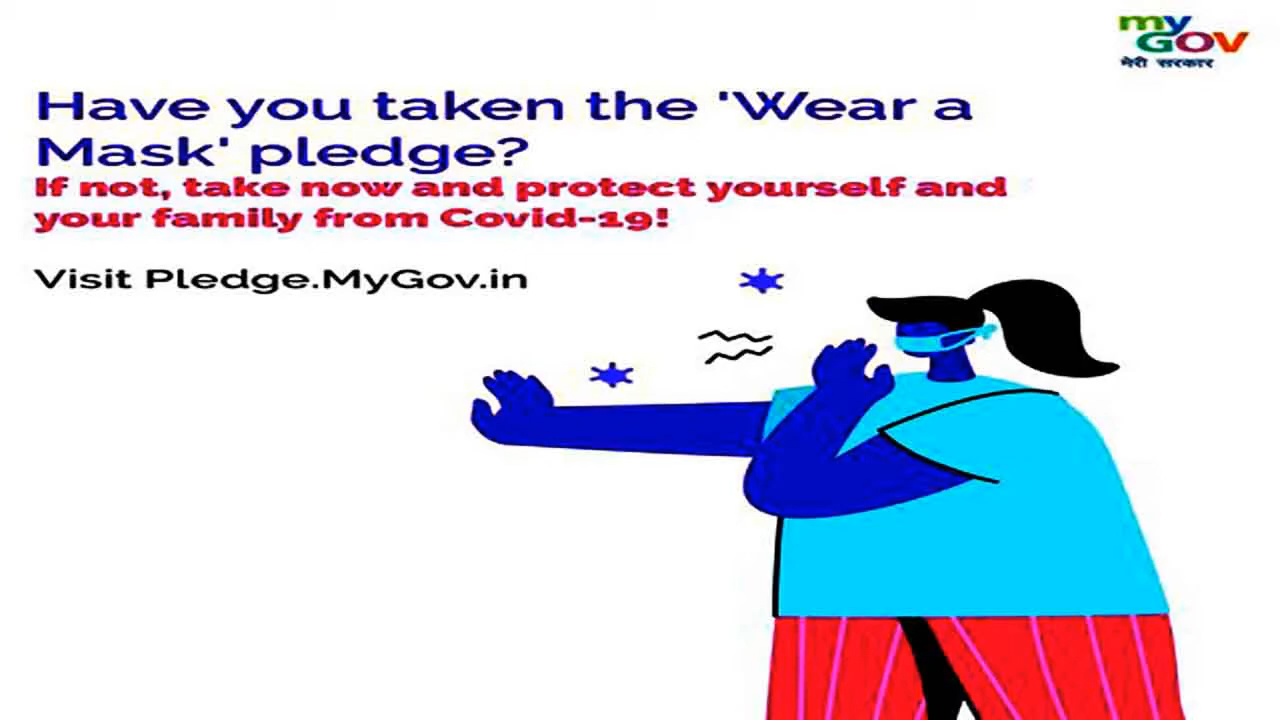 my
GOV
मेरी सरकार
Have you taken the 'Wear a
Mask' pledge?
If not, take now and protect yourself and
your family from Covid-19!
Visit Pledge.MyGov.in